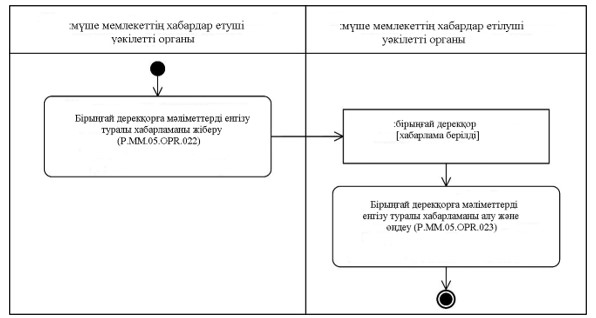 :мүше мемлекеттің хабардар етуші
уәкілетті органы
:мүше мемлекеттің хабардар етілуші
уәкілетті органы
Бірыңғай дерекқорға мәліметтерді енгізу
туралы хабарламаны жіберу
(P.MM.05.OPR.022)
:бірыңғай дерекқор
[хабарлама берілді]
Бірыңғай дерекқорға мәліметтерді
енгізу туралы хабарламаны алу және
өңдеу (P.MM.05.OPR.023)